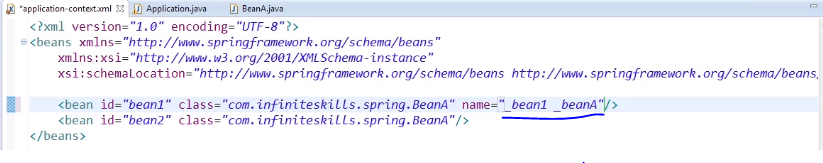 *application-context.xml Application.java BeanA.java
<?xml version="1.0" encoding="UTF-8"?>
<beans xmlns="http://www.springframework.org/schema/beans"
xmlns:xsi="http://www.w3.org/2001/XMLSchema-instance"
xsi:schemaLocation="http://www.springframework.org/schema/beans http://www.springframework.org/schema/beans/
<bean id="bean1" class="com.infiniteskills.spring.BeanA" name="_bean1 _beanA"/>
<bean id="bean2" class="com.infiniteskills.spring.BeanA"/>
</beans>